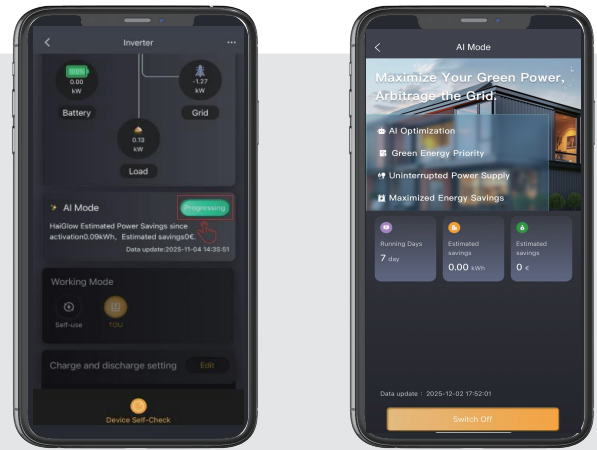 Inverter
100%
0.00
kW
Battery
-1.27
kW
Grid
0.13
kW
Load
AI Mode
Progressing
HaiGlow Estimated Power Savings since
activation0.09kWh、Estimated savings0€.
Data update:2025-11-04 14:35:51
Working Mode
Self-use
TOU
Charge and discharge setting
Edit
Device Self-Check
AI Mode
Maximize Your Green Power,
Arbitrage the Grid.
AI Optimization
Green Energy Priority
Uninterrupted Power Supply
Maximized Energy Savings
Running Days
7 day
Estimated
savings
0.00 kWh
Estimated
savings
0 €
Data update : 2025-12-02 17:52:01
Switch Off